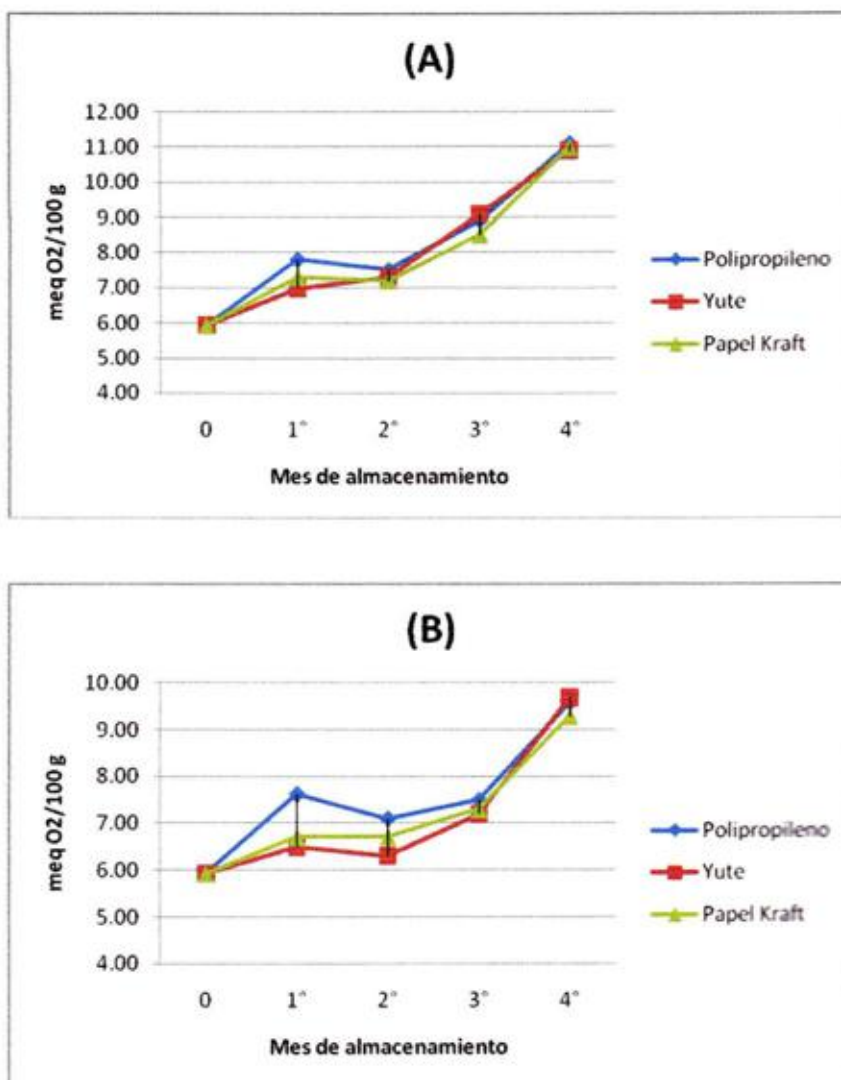 (A)
12.00
11.00
10.00
9.00
8.00
7.00
6.00
5.00
4.00
meq O2/100g
0 1° 2° 3° 4°
Mes de almacenamiento
Polipropileno
Yute
Papel Kraft
(B)
10.00
9.00
8.00
7.00
6.00
5.00
4.00
meq O2/100g
0 1° 2° 3° 4°
Mes de almacenamiento
Polipropileno
Yute
Papel Kraft